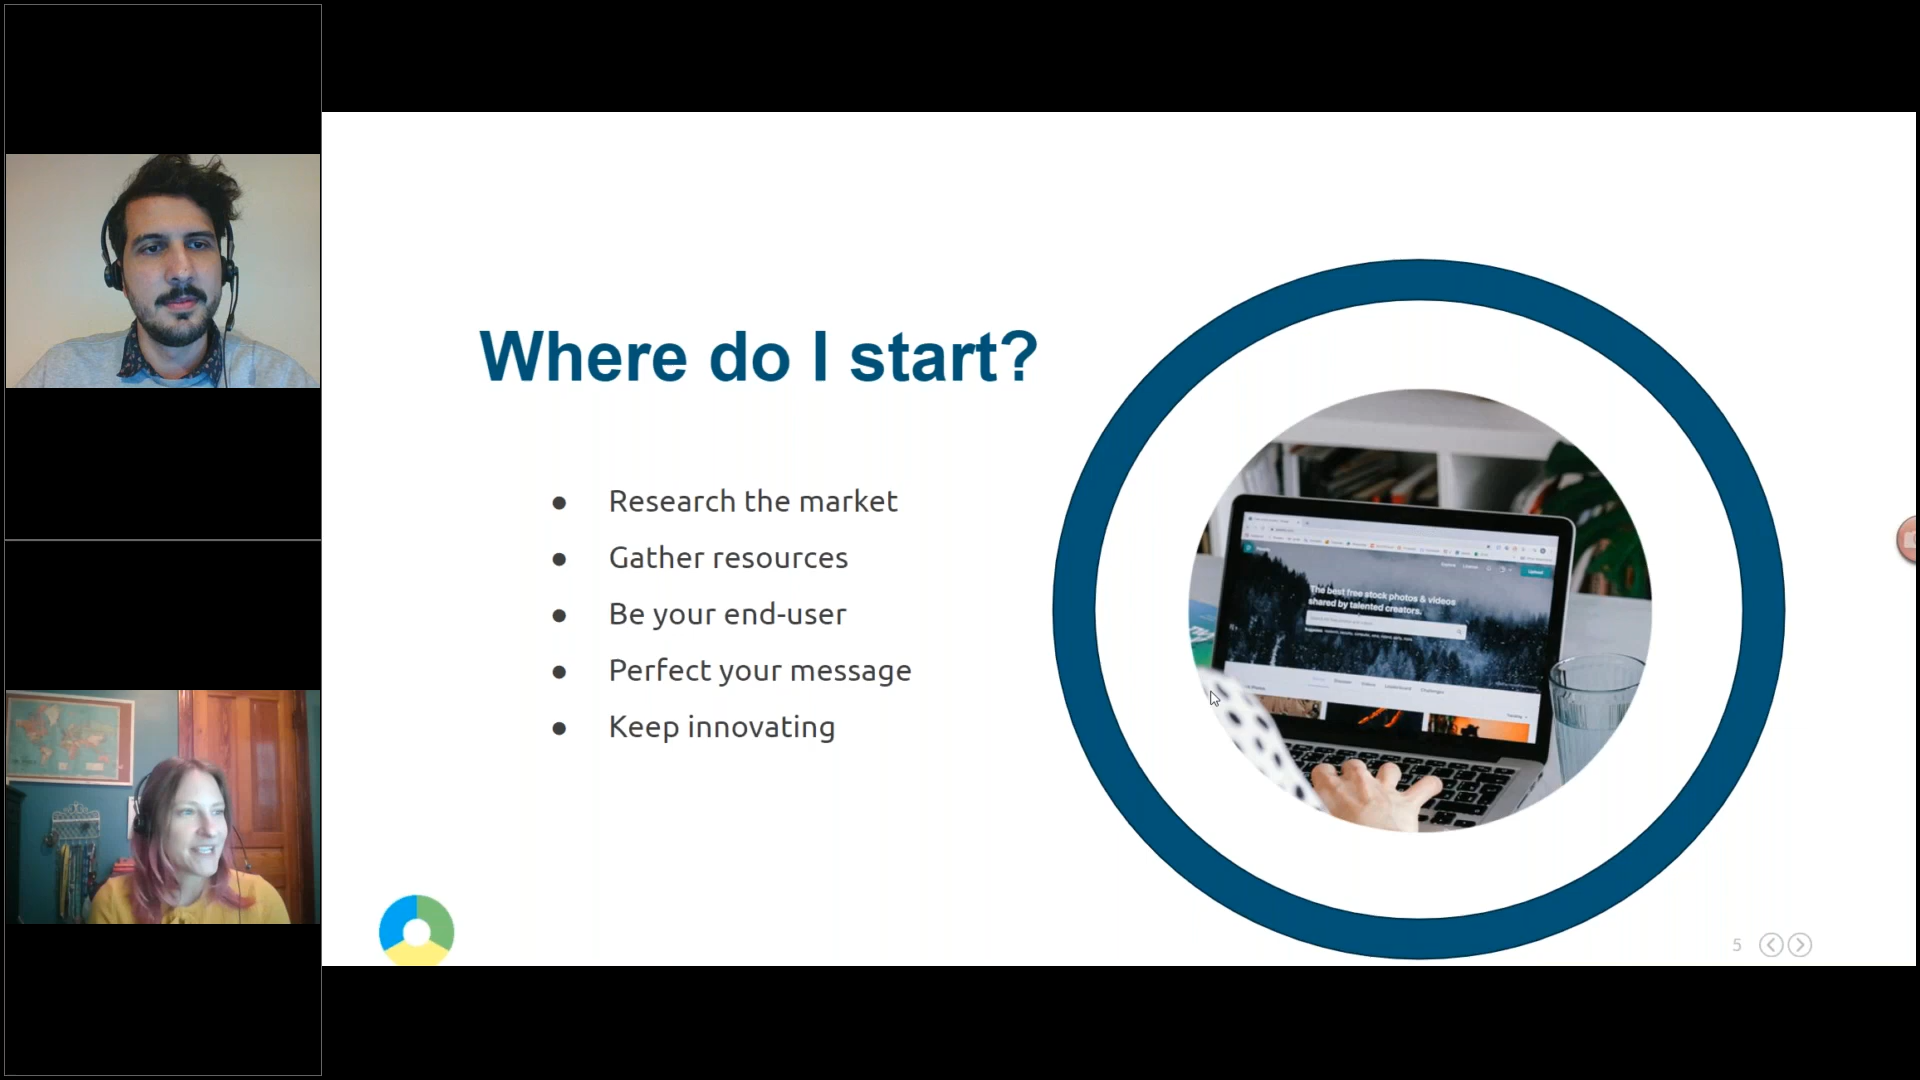 Where do I start?
● Research the market
● Gather resources
● Be your end-user
● Perfect your message
● Keep innovating
The best free stock photos & videos
shared by talented creators.
5